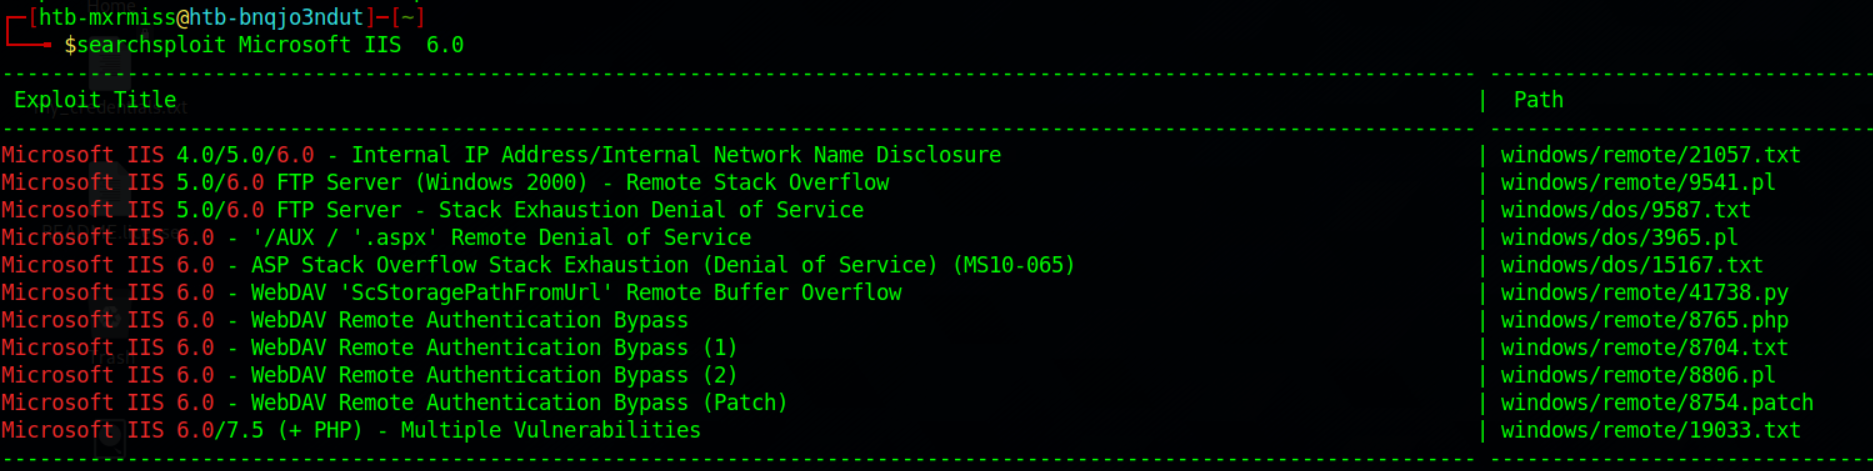 [htb-mxrmiss@htb-bnqjo3ndut]-[~]
$searchsploit Microsoft IIS  6.0
Exploit Title | Path
Microsoft IIS 4.0/5.0/6.0 - Internal IP Address/Internal Network Name Disclosure | windows/remote/21057.txt
Microsoft IIS 5.0/6.0 FTP Server (Windows 2000) - Remote Stack Overflow | windows/remote/9541.pl
Microsoft IIS 5.0/6.0 FTP Server - Stack Exhaustion Denial of Service | windows/dos/9587.txt
Microsoft IIS 6.0 - '/AUX / '.aspx' Remote Denial of Service | windows/dos/3965.pl
Microsoft IIS 6.0 - ASP Stack Overflow Stack Exhaustion (Denial of Service) (MS10-065) | windows/dos/15167.txt
Microsoft IIS 6.0 - WebDAV 'ScStoragePathFromUrl' Remote Buffer Overflow | windows/remote/41738.py
Microsoft IIS 6.0 - WebDAV Remote Authentication Bypass | windows/remote/8765.php
Microsoft IIS 6.0 - WebDAV Remote Authentication Bypass (1) | windows/remote/8704.txt
Microsoft IIS 6.0 - WebDAV Remote Authentication Bypass (2) | windows/remote/8806.pl
Microsoft IIS 6.0 - WebDAV Remote Authentication Bypass (Patch) | windows/remote/8754.patch
Microsoft IIS 6.0/7.5 (+ PHP) - Multiple Vulnerabilities | windows/remote/19033.txt